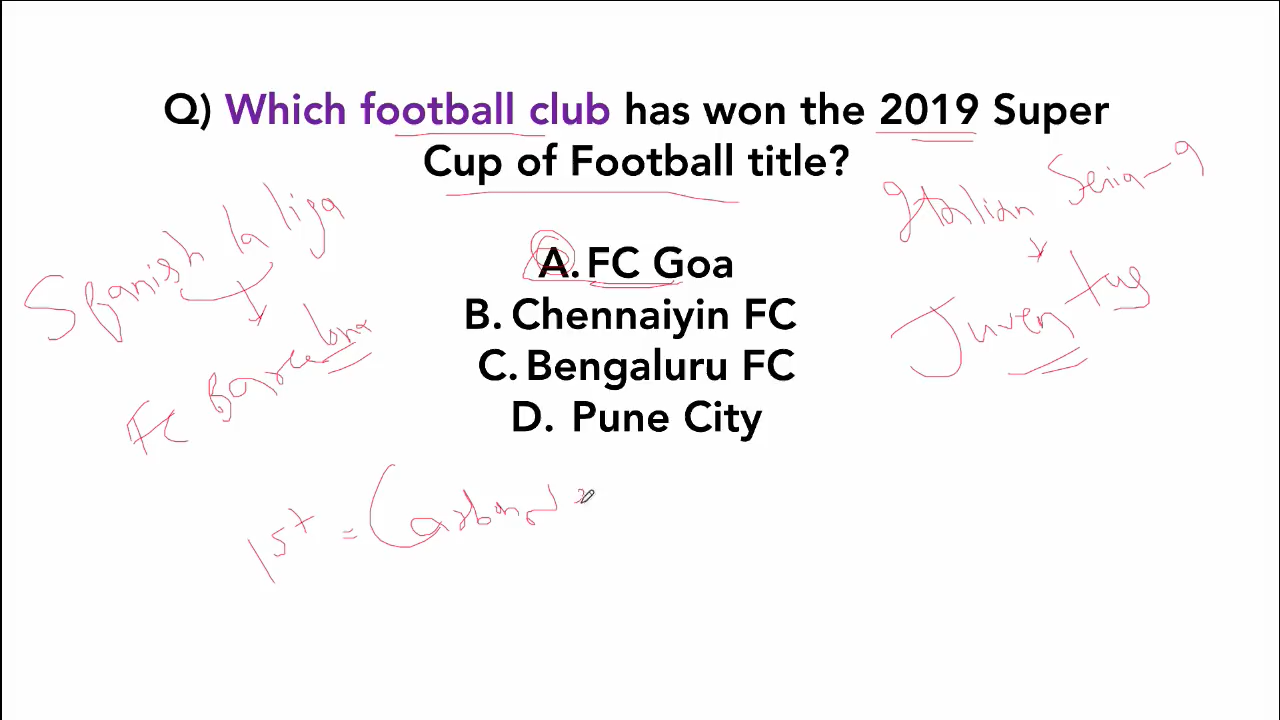 Q) Which football club has won the 2019 Super
Cup of Football title?
A. FC Goa
B. Chennaiyin FC
C. Bengaluru FC
D. Pune City
Spanish la liga
FC Barcelona
Italian Seria-a
Juventus
1st =